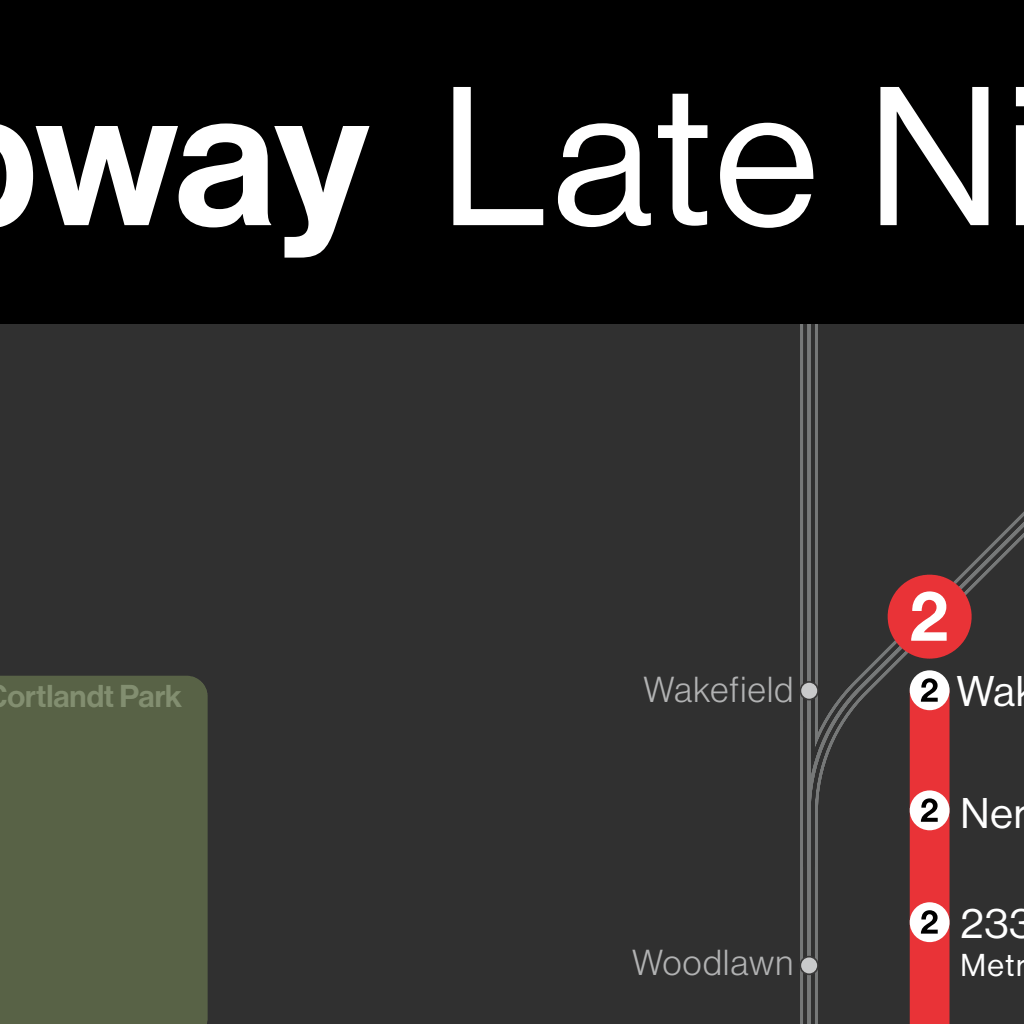 bway Late Ni
2
Wakefield
2 Wak
Cortlandt Park
2 Ner
2 233
Woodlawn
Metr